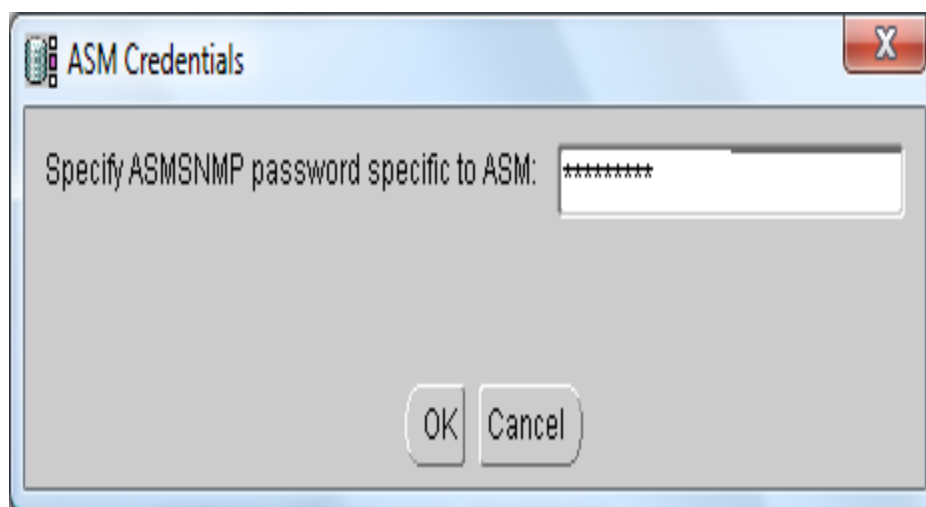 ASM Credentials
X
Specify ASMSNMP password specific to ASM: *********
OK Cancel